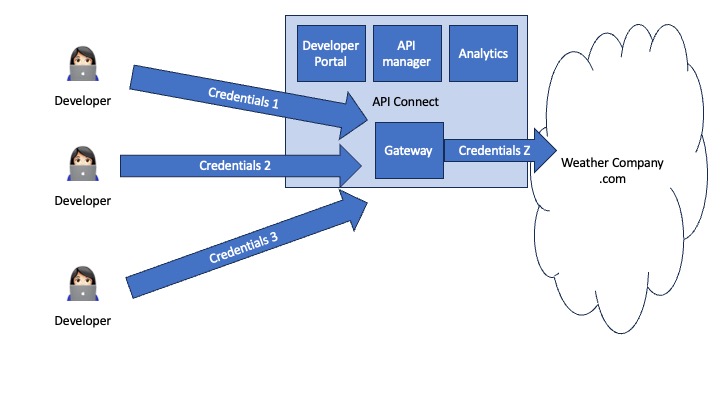 Developer
Portal
API
manager
Analytics
API Connect
Developer
Credentials 1
Gateway
Credentials Z
Weather Company
.com
Credentials 2
Developer
Credentials 3
Developer